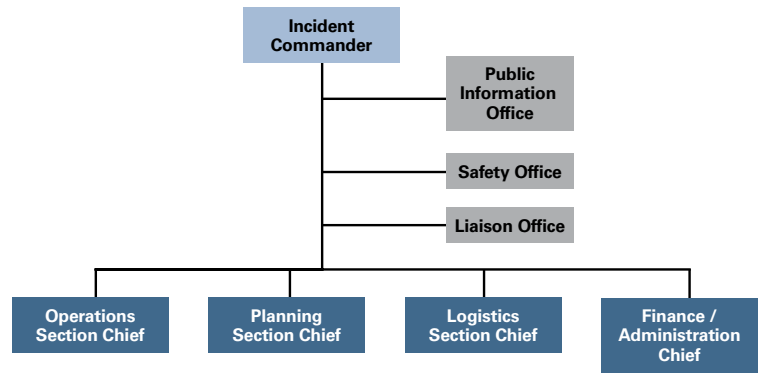 Incident
Commander
Public
Information
Office
Safety Office
Liaison Office
Operations
Section Chief
Planning
Section Chief
Logistics
Section Chief
Finance /
Administration
Chief